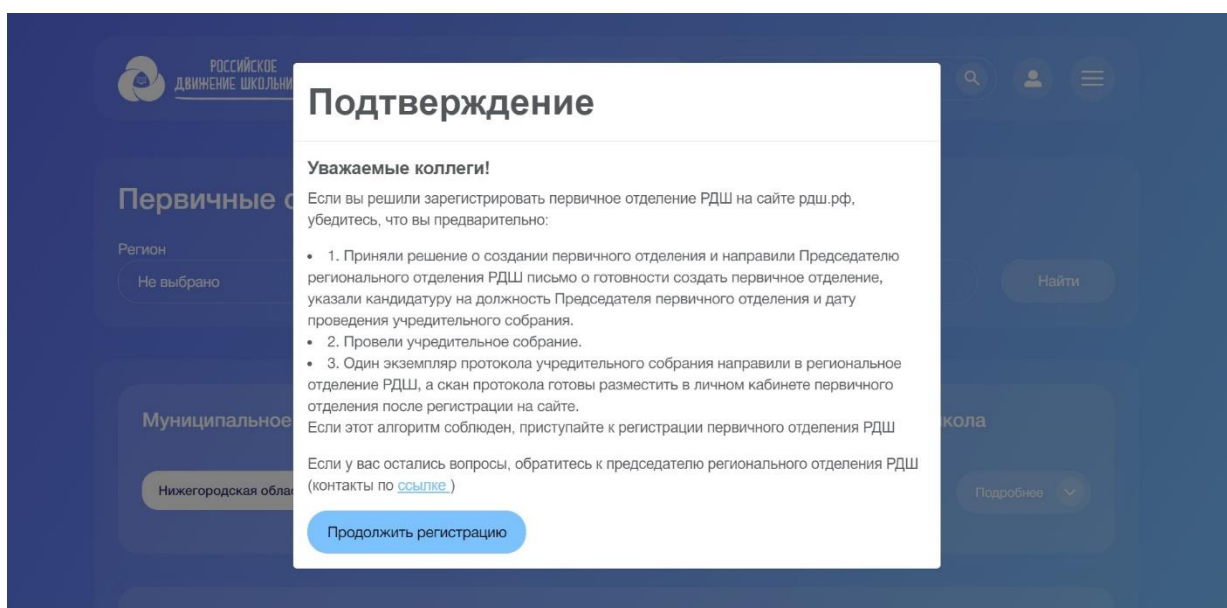 РОССИЙСКОЕ
ДВИЖЕНИЕ ШКОЛЬНИ
Подтверждение
Уважаемые коллеги!
Первичные о
Если вы решили зарегистрировать первичное отделение РДШ на сайте рдш.рф,
убедитесь, что вы предварительно:
Регион
Не выбрано
Найти
• 1. Приняли решение о создании первичного отделения и направили Председателю
регионального отделения РДШ письмо о готовности создать первичное отделение,
указали кандидатуру на должность Председателя первичного отделения и дату
проведения учредительного собрания.
• 2. Провели учредительное собрание.
• 3. Один экземпляр протокола учредительного собрания направили в региональное
отделение РДШ, а скан протокола готовы разместить в личном кабинете первичного
отделения после регистрации на сайте.
Если этот алгоритм соблюден, приступайте к регистрации первичного отделения РДШ
Муниципальное
кола
Если у вас остались вопросы, обратитесь к председателю регионального отделения РДШ
(контакты по ссылке )
Нижегородская обла
Подробнее
Продолжить регистрацию